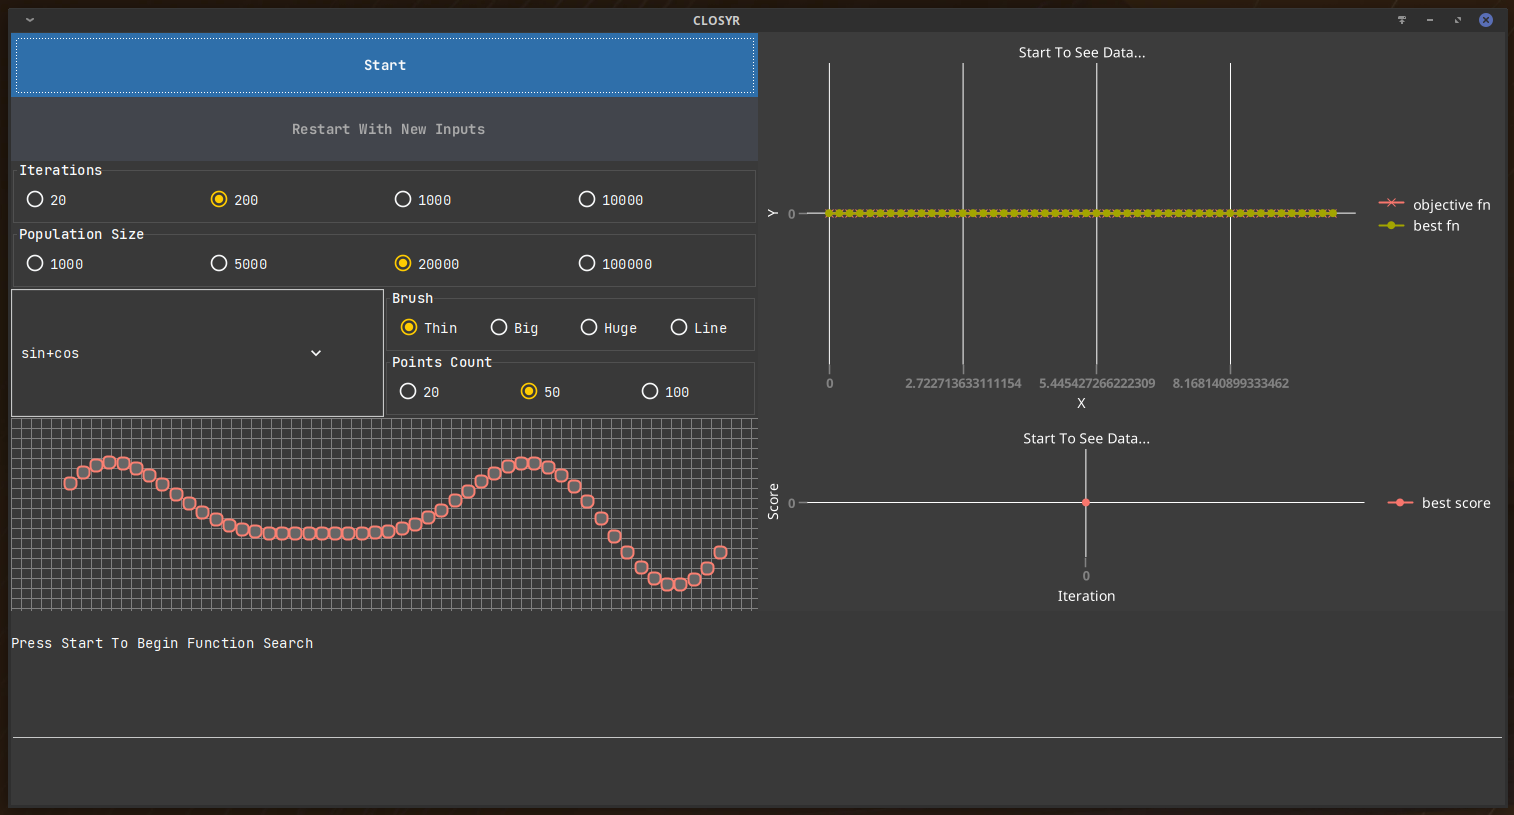 CLOSYR
Start
Restart With New Inputs
Iterations
20 200 1000 10000
Population Size
1000 5000 20000 100000
sin+cos
Brush
Thin Big Huge Line
Points Count
20 50 100
Press Start To Begin Function Search
Start To See Data...
Y
0
0 2.722713633111154 5.445427266222309 8.168140899333462
X
objective fn
best fn
Start To See Data...
Score
0
0
Iteration
best score